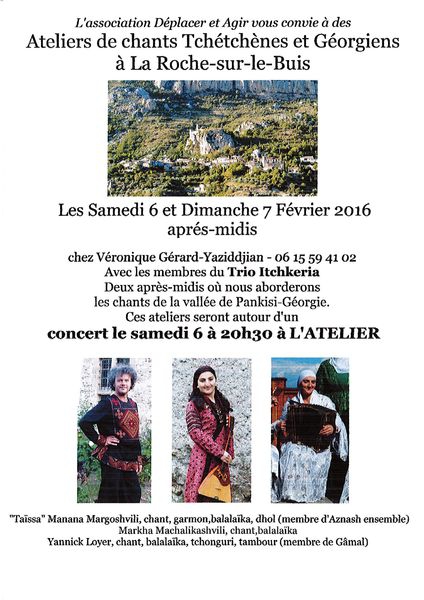 L'association Déplacer et Agir vous convie à des
Ateliers de chants Tchétchènes et Géorgiens
à La Roche-sur-le-Buis
Les Samedi 6 et Dimanche 7 Février 2016
aprés-midis
chez Véronique Gérard-Yaziddjian - 06 15 59 41 02
Avec les membres du Trio Itchkeria
Deux après-midis où nous aborderons
les chants de la vallée de Pankisi-Géorgie.
Ces ateliers seront autour d'un
concert le samedi 6 à 20h30 à L'ATELIER
"Taïssa" Manana Margoshvili, chant, garmon,balalaïka, dhol (membre d'Aznash ensemble)
Markha Machalikashvili, chant,balalaïka
Yannick Loyer, chant, balalaïka, tchonguri, tambour (membre de Gâmal)